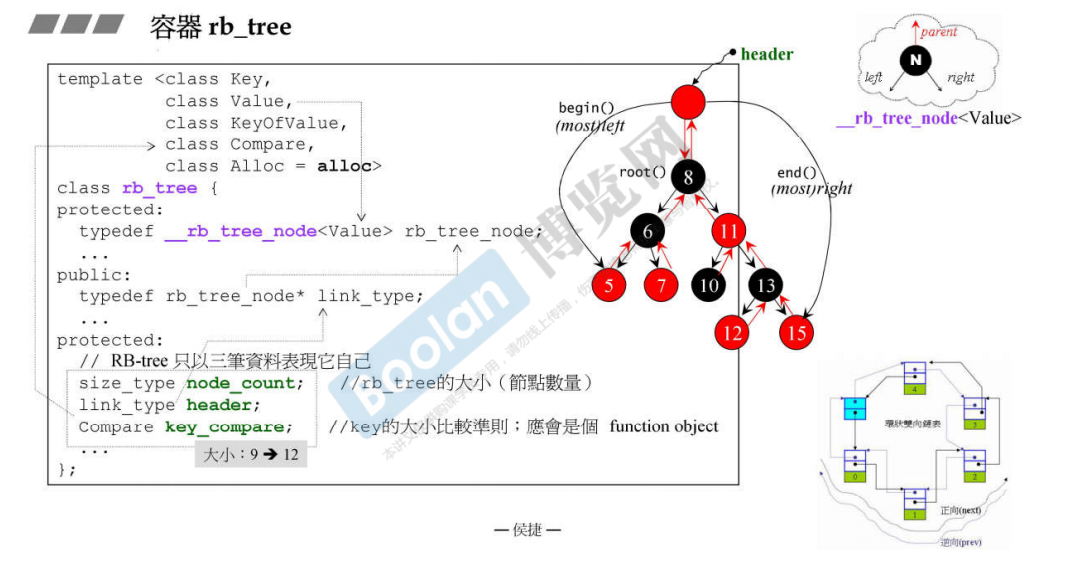 容器 rb_tree
template <class Key,
class Value,
class KeyOfValue,
class Compare,
class Alloc = alloc>
class rb_tree {
protected:
typedef __rb_tree_node<Value> rb_tree_node;
...
public:
typedef rb_tree_node* link_type;
...
protected:
// RB-tree 只以三筆資料表現它自己
size_type node_count; //rb_tree的大小（節點數量）
link_type header;
Compare key_compare; //key的大小比較準則；應會是個 function object
...
大小：9 ➔ 12
};
header
begin()
(most)left
root()
end()
(most)right
8
6
11
5
7
10
13
12
15
parent
N
left
right
__rb_tree_node<Value>
4
3
環狀雙向鏈表
0
2
1
正向(next)
逆向(prev)
— 侯捷 —
Boolan 博览网